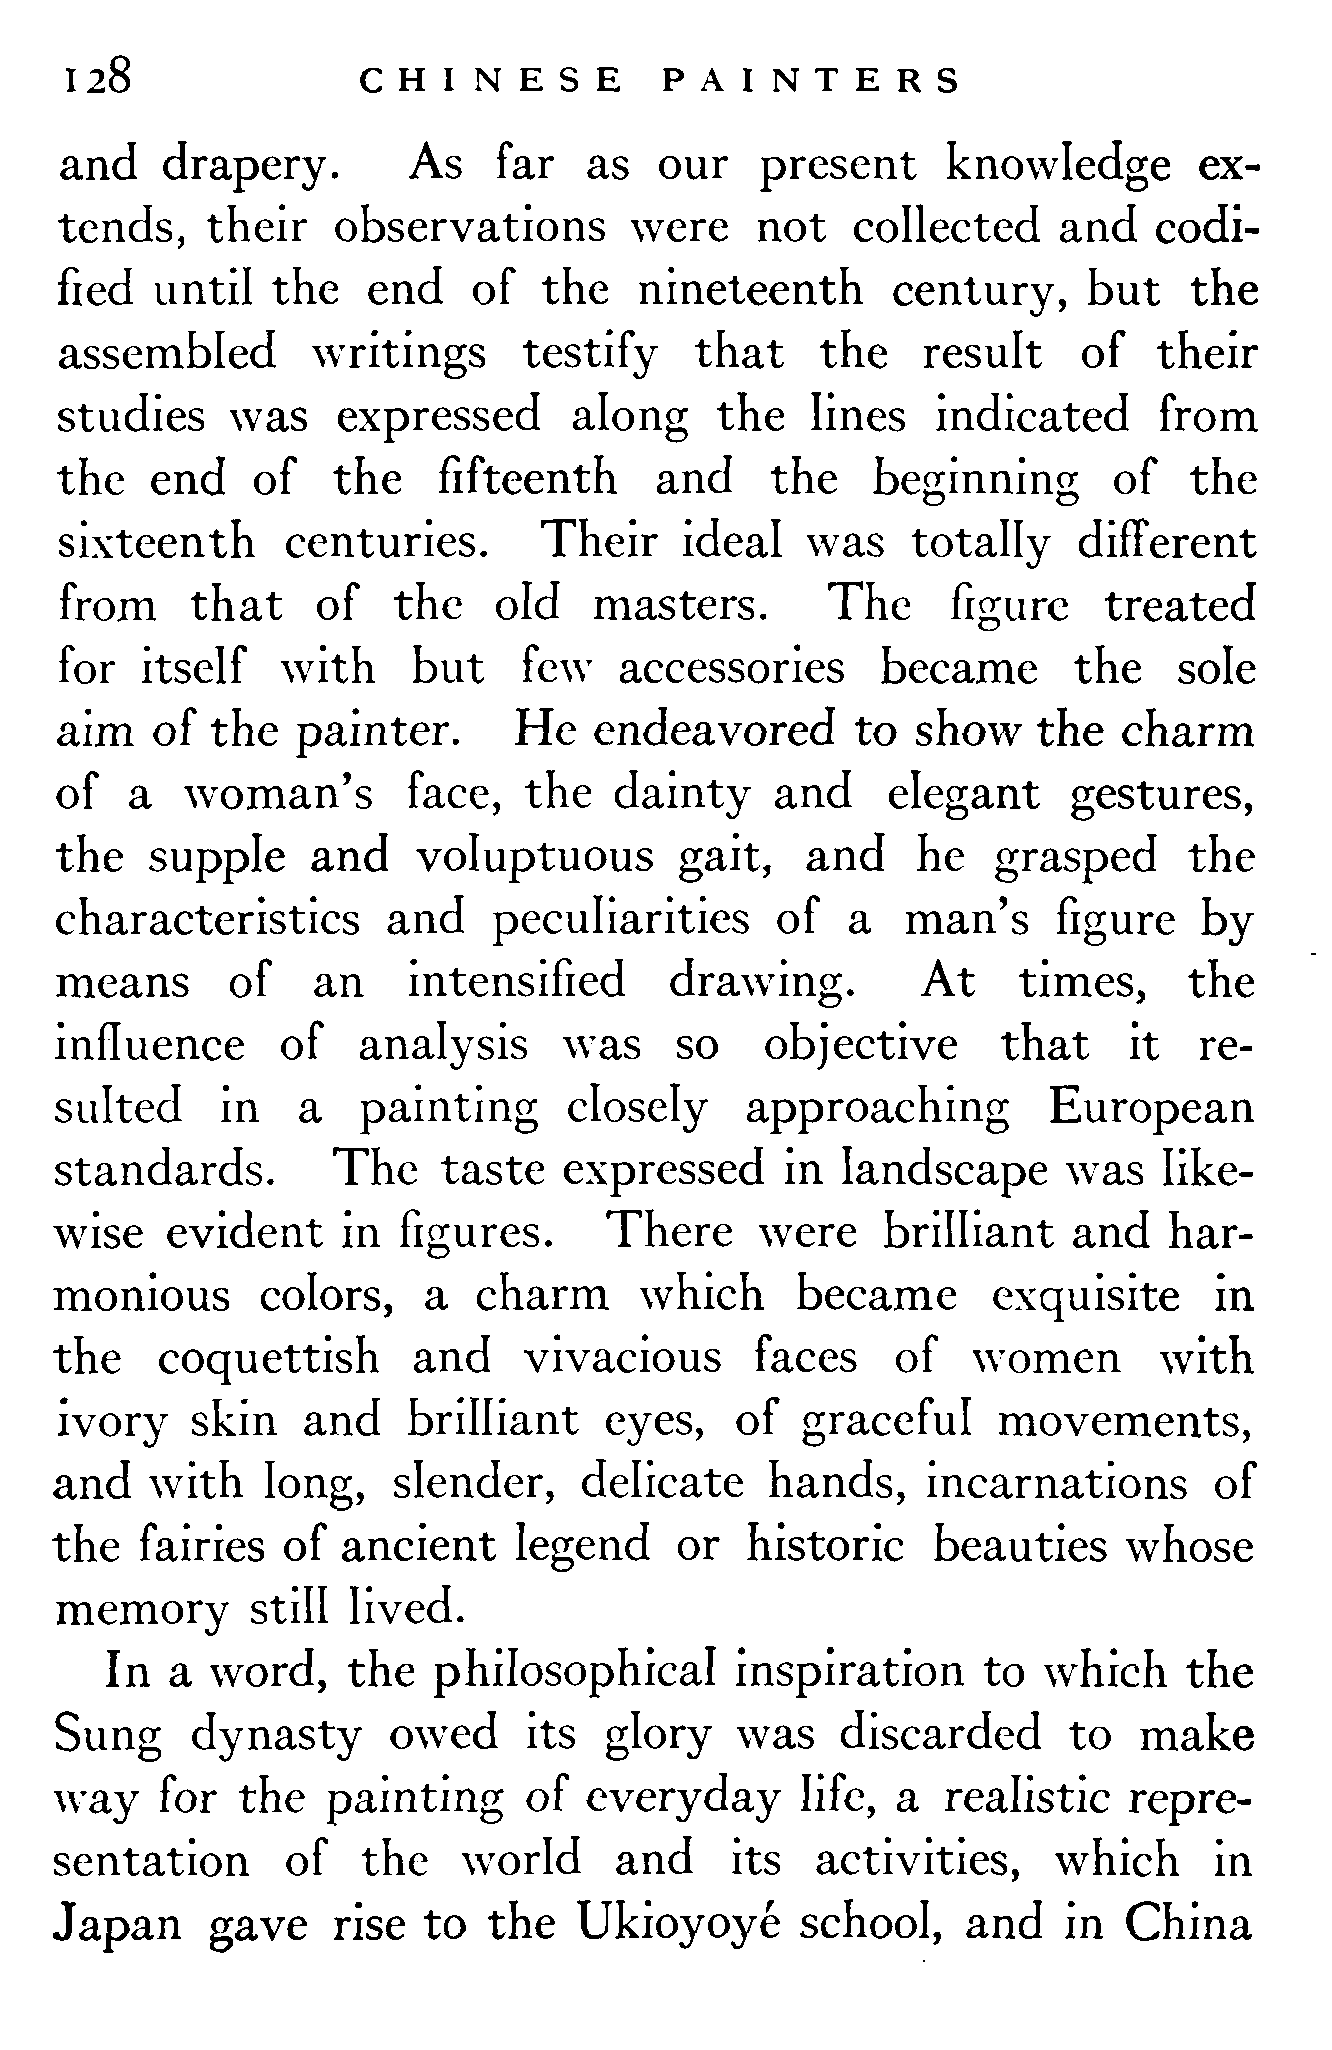 128 CHINESE PAINTERS
and drapery. As far as our present knowledge ex-
tends, their observations were not collected and codi-
fied until the end of the nineteenth century, but the
assembled writings testify that the result of their
studies was expressed along the lines indicated from
the end of the fifteenth and the beginning of the
sixteenth centuries. Their ideal was totally different
from that of the old masters. The figure treated
for itself with but few accessories became the sole
aim of the painter. He endeavored to show the charm
of a woman's face, the dainty and elegant gestures,
the supple and voluptuous gait, and he grasped the
characteristics and peculiarities of a man's figure by
means of an intensified drawing. At times, the
influence of analysis was so objective that it re-
sulted in a painting closely approaching European
standards. The taste expressed in landscape was like-
wise evident in figures. There were brilliant and har-
monious colors, a charm which became exquisite in
the coquettish and vivacious faces of women with
ivory skin and brilliant eyes, of graceful movements,
and with long, slender, delicate hands, incarnations of
the fairies of ancient legend or historic beauties whose
memory still lived.
In a word, the philosophical inspiration to which the
Sung dynasty owed its glory was discarded to make
way for the painting of everyday life, a realistic repre-
sentation of the world and its activities, which in
Japan gave rise to the Ukioyoyé school, and in China